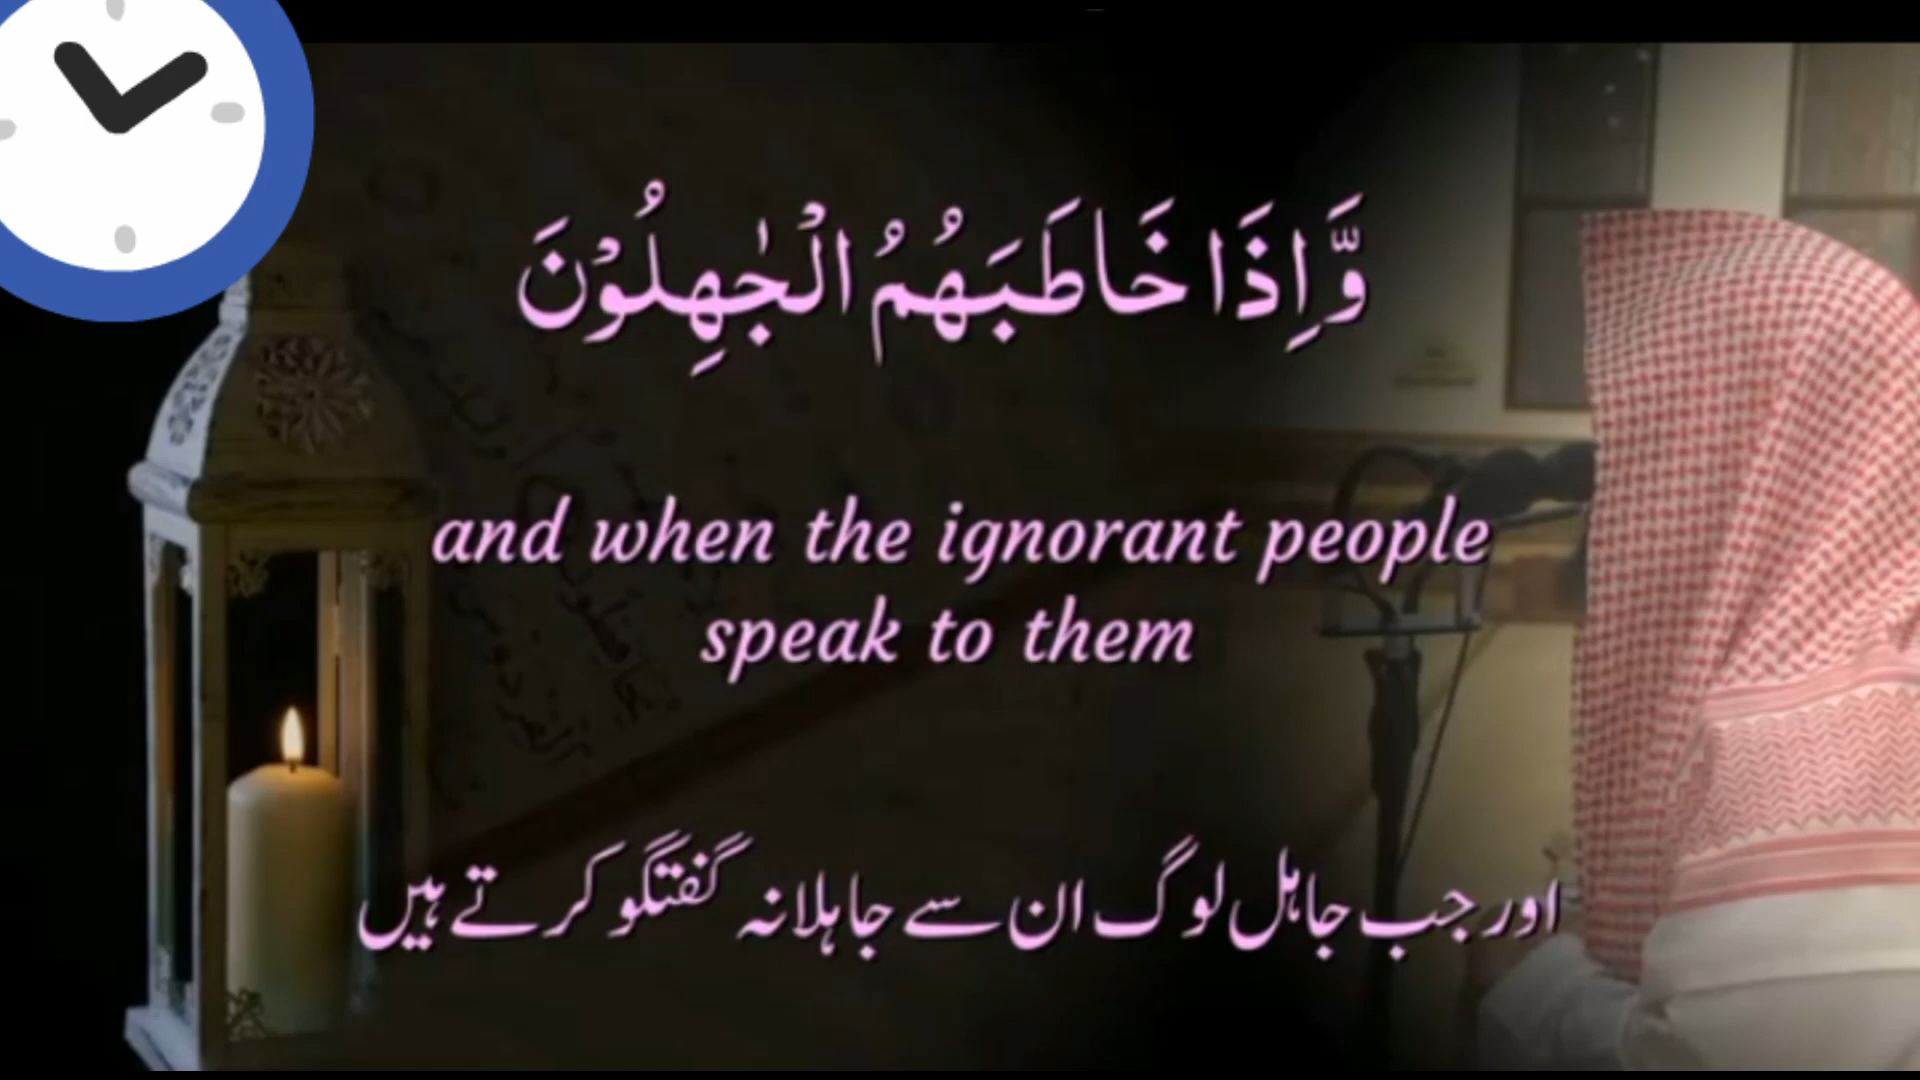 وَّاِذَا خَاطَبَهُمُ الْجٰهِلُوْنَ
and when the ignorant people
speak to them
اور جب جاہل لوگ ان سے جاہلانہ گفتگو کرتے ہیں